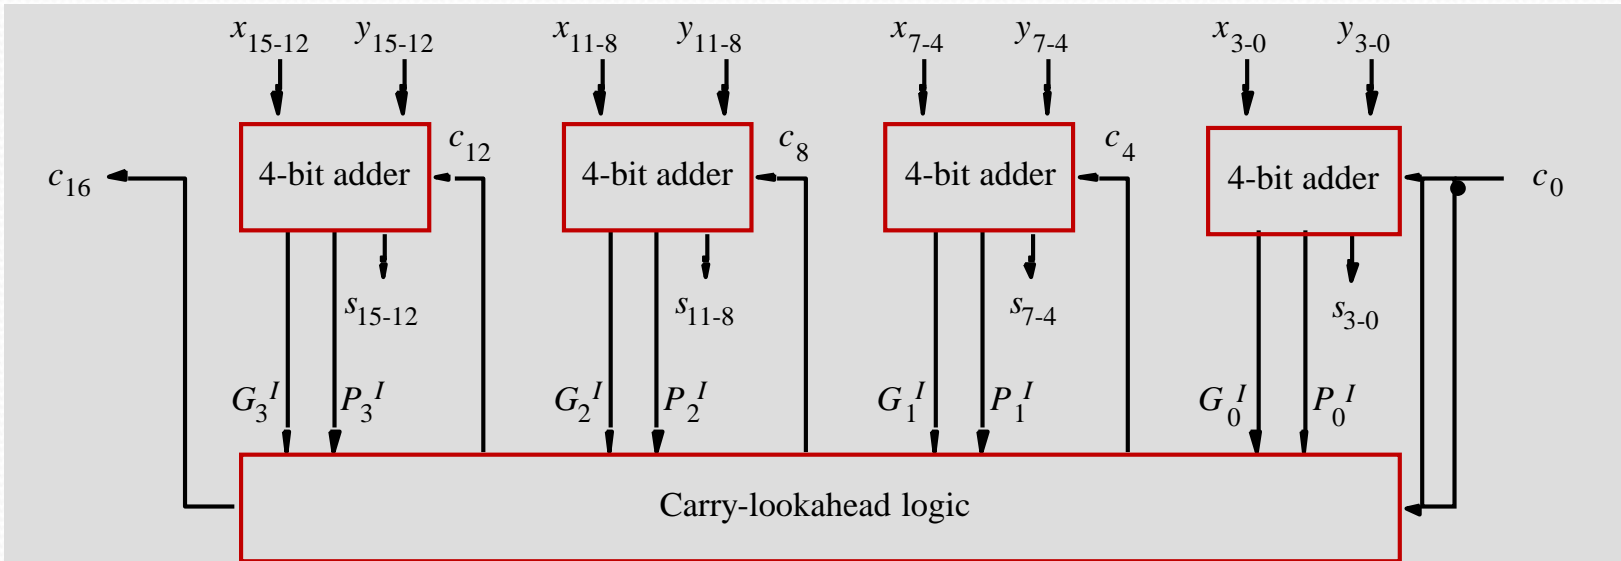 x15-12 y15-12 x11-8 y11-8 x7-4 y7-4 x3-0 y3-0
c12 c8 c4
c16 4-bit adder 4-bit adder 4-bit adder 4-bit adder c0
s15-12 s11-8 s7-4 s3-0
G3I P3I G2I P2I G1I P1I G0I P0I
Carry-lookahead logic